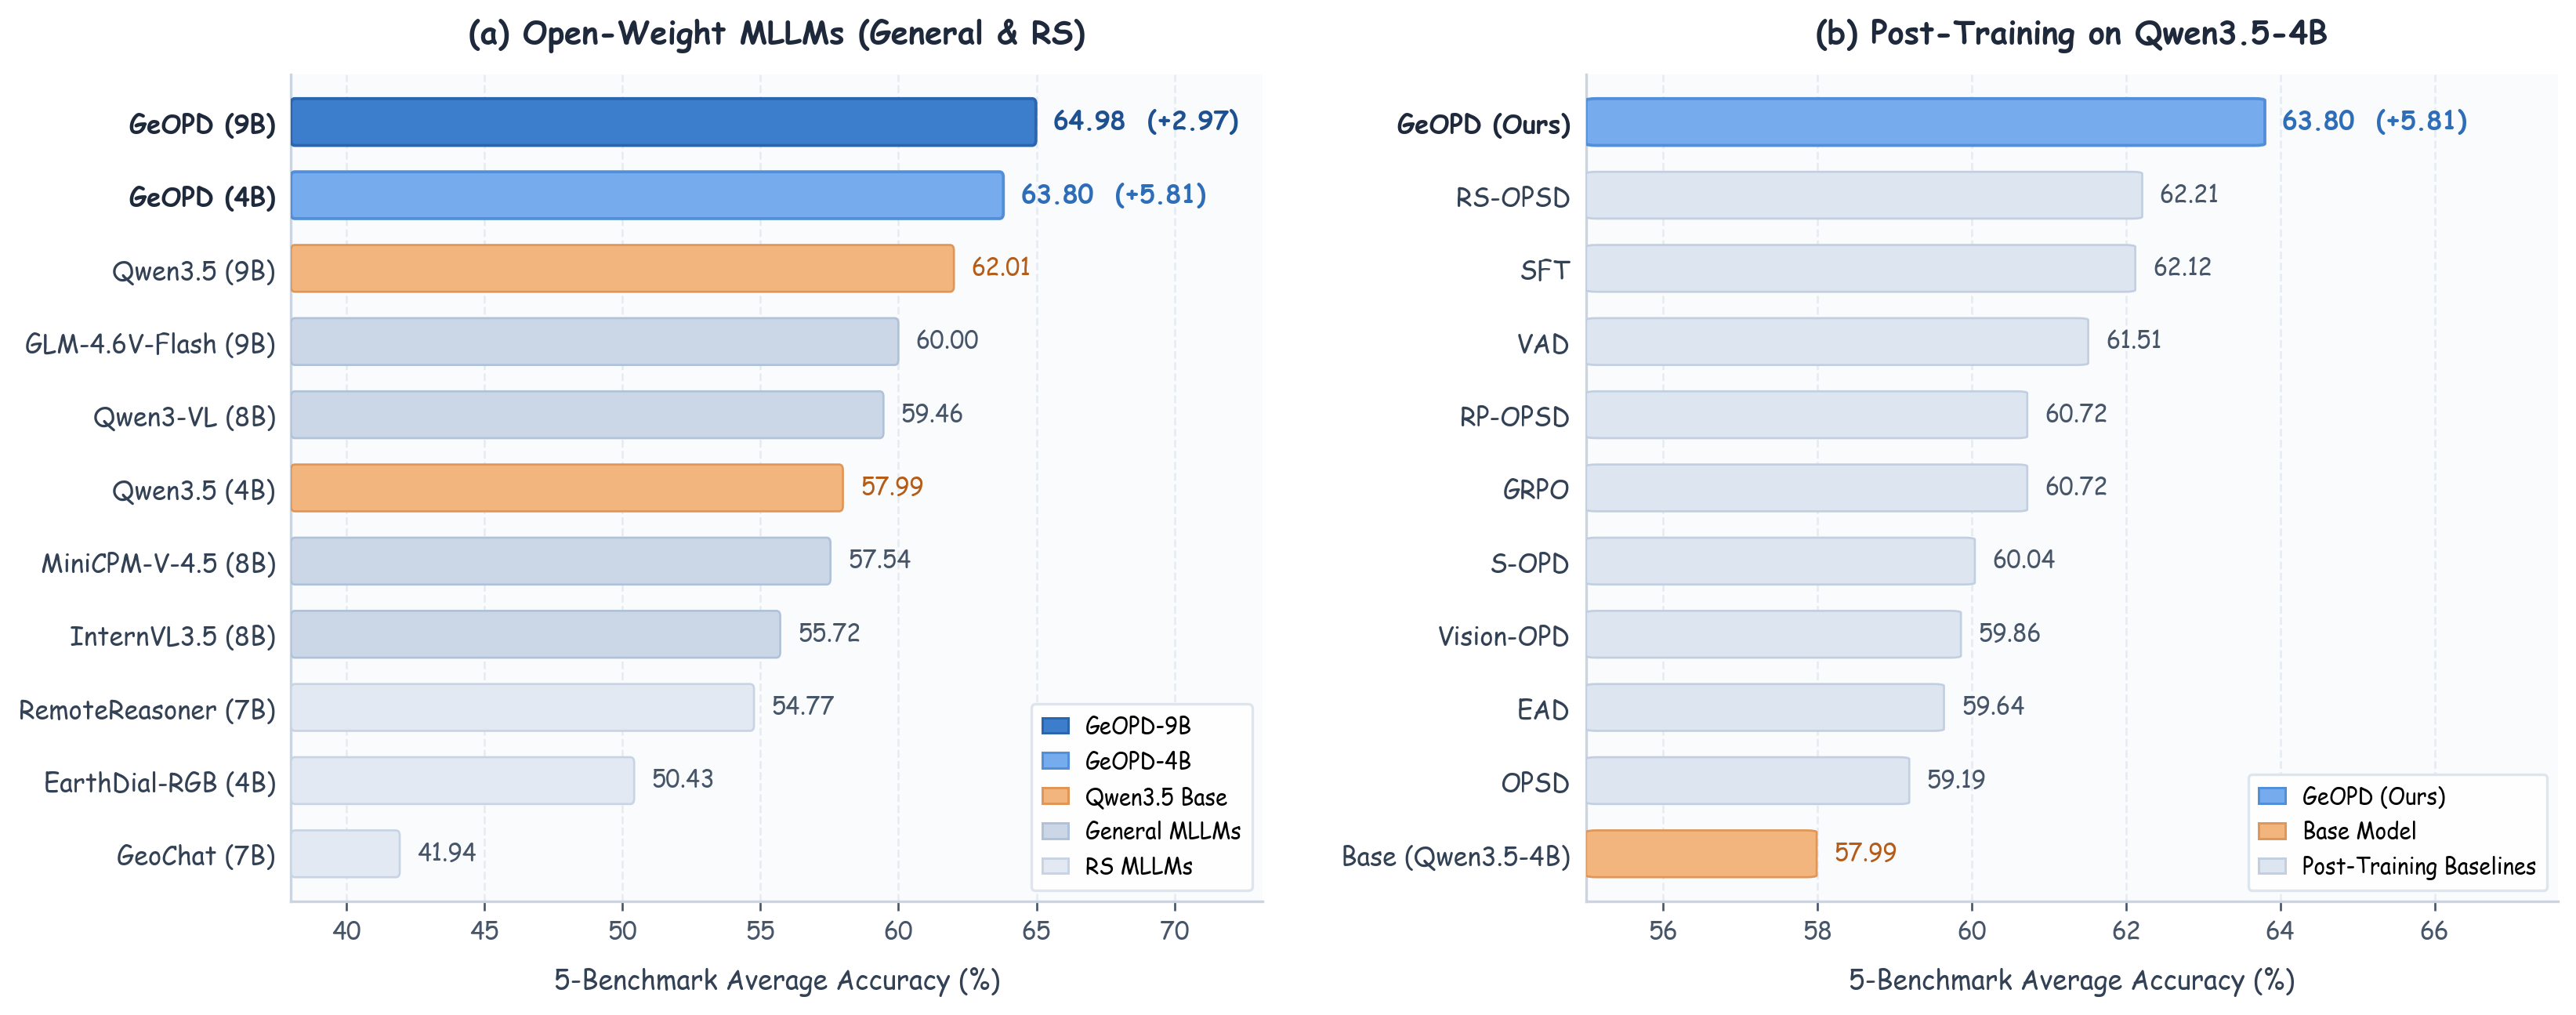 (a) Open-Weight MLLMs (General & RS)
GeOPD (9B)
64.98 (+2.97)
GeOPD (4B)
63.80 (+5.81)
Qwen3.5 (9B)
62.01
GLM-4.6V-Flash (9B)
60.00
Qwen3-VL (8B)
59.46
Qwen3.5 (4B)
57.99
MiniCPM-V-4.5 (8B)
57.54
InternVL3.5 (8B)
55.72
RemoteReasoner (7B)
54.77
EarthDial-RGB (4B)
50.43
GeoChat (7B)
41.94
GeOPD-9B
GeOPD-4B
Qwen3.5 Base
General MLLMs
RS MLLMs
40 45 50 55 60 65 70
5-Benchmark Average Accuracy (%)
(b) Post-Training on Qwen3.5-4B
GeOPD (Ours)
63.80 (+5.81)
RS-OPSD
62.21
SFT
62.12
VAD
61.51
RP-OPSD
60.72
GRPO
60.72
S-OPD
60.04
Vision-OPD
59.86
EAD
59.64
OPSD
59.19
Base (Qwen3.5-4B)
57.99
GeOPD (Ours)
Base Model
Post-Training Baselines
56 58 60 62 64 66
5-Benchmark Average Accuracy (%)